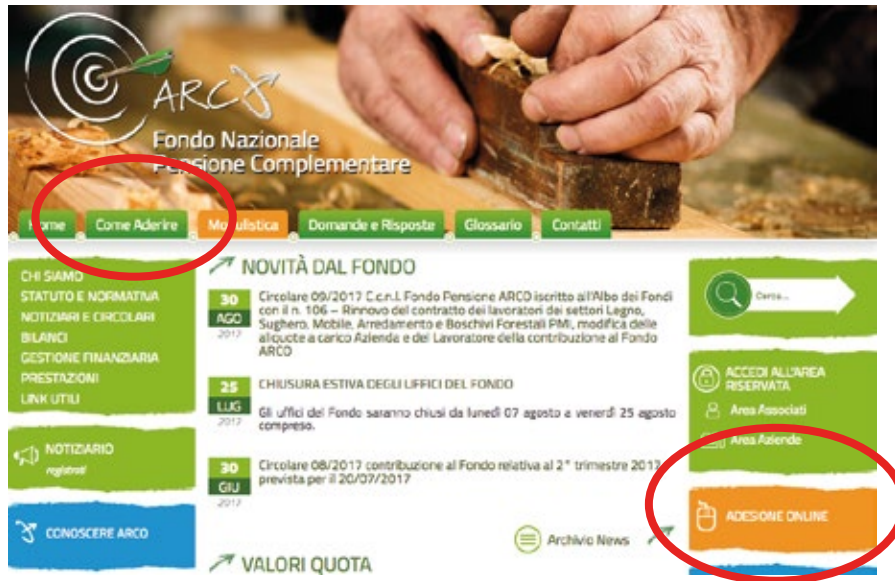 ARCO
Fondo Nazionale
Pensione Complementare
Home
Come Aderire
Modulistica
Domande e Risposte
Glossario
Contatti
CHI SIAMO
STATUTO E NORMATIVA
NOTIZIARI E CIRCOLARI
BILANCI
GESTIONE FINANZIARIA
PRESTAZIONI
LINK UTILI
NOTIZIARIO
registrati
CONOSCERE ARCO
NOVITÀ DAL FONDO
30
AGO
2017
Circolare 09/2017 C.c.n.l. Fondo Pensione ARCO iscritto all'Albo dei Fondi
con il n. 106 – Rinnovo del contratto dei lavoratori dei settori Legno,
Sughero, Mobile, Arredamento e Boschivi Forestali PMI, modifica delle
aliquote a carico Azienda e del Lavoratore della contribuzione al Fondo
ARCO
25
LUG
2017
CHIUSURA ESTIVA DEGLI UFFICI DEL FONDO
Gli uffici del Fondo saranno chiusi da lunedì 07 agosto a venerdì 25 agosto
compreso.
30
GIU
2017
Circolare 08/2017 contribuzione al Fondo relativa al 2° trimestre 2017
prevista per il 20/07/2017
Archivio News
VALORI QUOTA
Cerca...
ACCEDI ALL'AREA
RISERVATA
Area Associati
Area Aziende
ADESIONE ONLINE